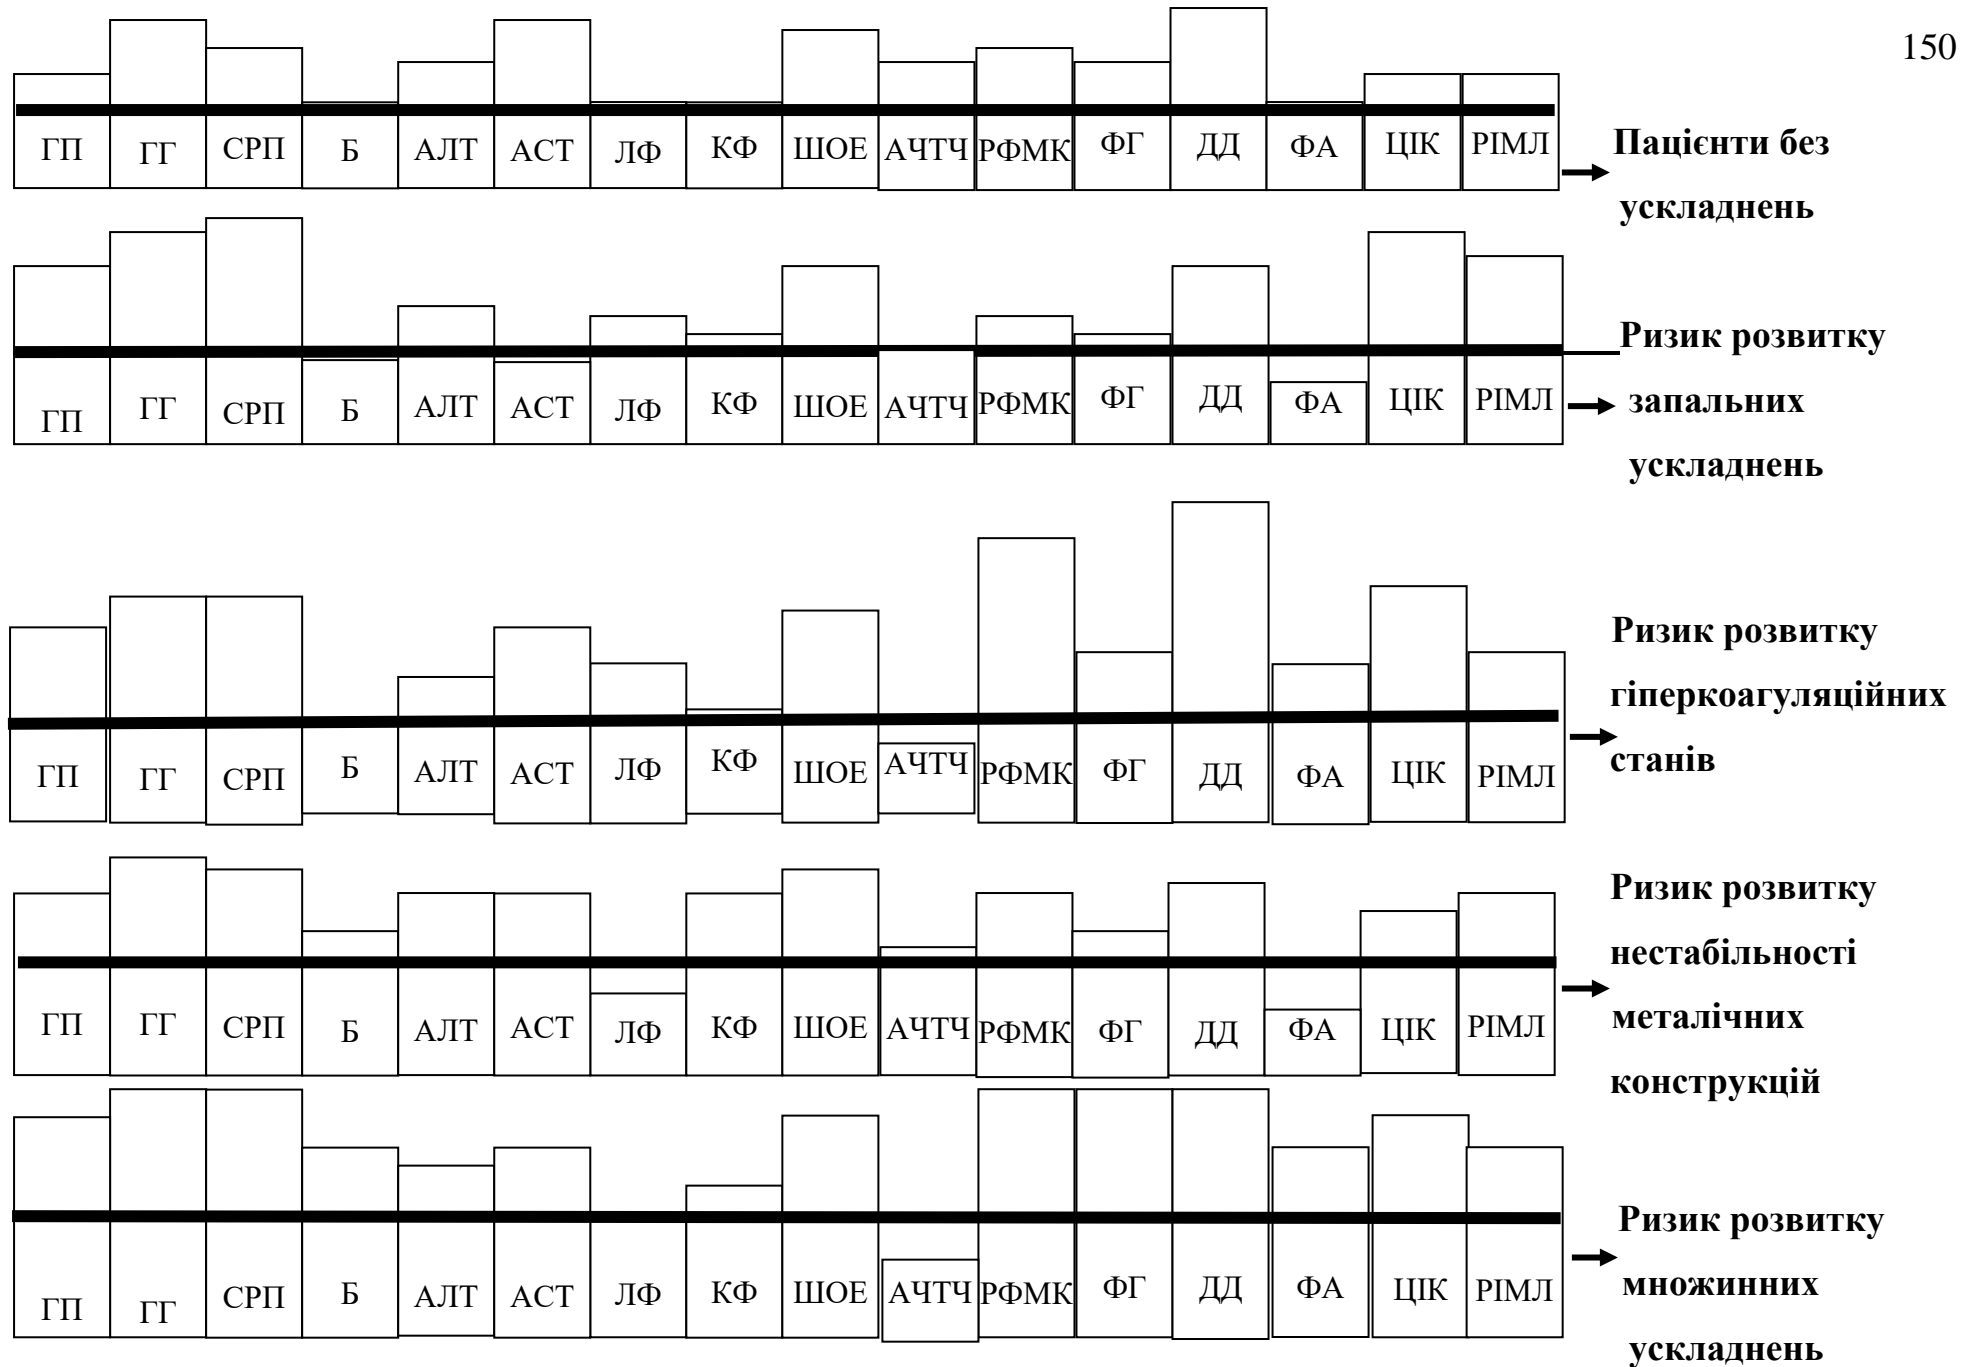 150
ГП ГГ СРП Б АЛТ АСТ ЛФ КФ ШОЕ АЧТЧ РФМК ФГ ДД ФА ЦІК РІМЛ
Пацієнти без
ускладнень
ГП ГГ СРП Б АЛТ АСТ ЛФ КФ ШОЕ АЧТЧ РФМК ФГ ДД ФА ЦІК РІМЛ
Ризик розвитку
запальних
ускладнень
ГП ГГ СРП Б АЛТ АСТ ЛФ КФ ШОЕ АЧТЧ РФМК ФГ ДД ФА ЦІК РІМЛ
Ризик розвитку
гіперкоагуляційних
станів
ГП ГГ СРП Б АЛТ АСТ ЛФ КФ ШОЕ АЧТЧ РФМК ФГ ДД ФА ЦІК РІМЛ
Ризик розвитку
нестабільності
металічних
конструкцій
ГП ГГ СРП Б АЛТ АСТ ЛФ КФ ШОЕ АЧТЧ РФМК ФГ ДД ФА ЦІК РІМЛ
Ризик розвитку
множинних
ускладнень